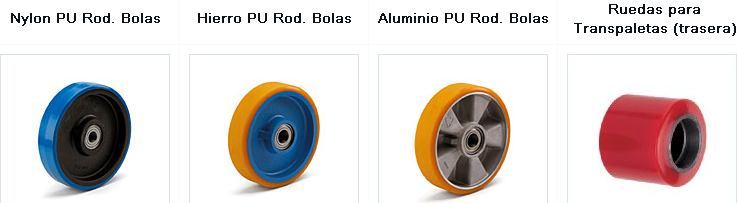 Nylon PU Rod. Bolas
Hierro PU Rod. Bolas
Aluminio PU Rod. Bolas
Ruedas para
Transpaletas (trasera)